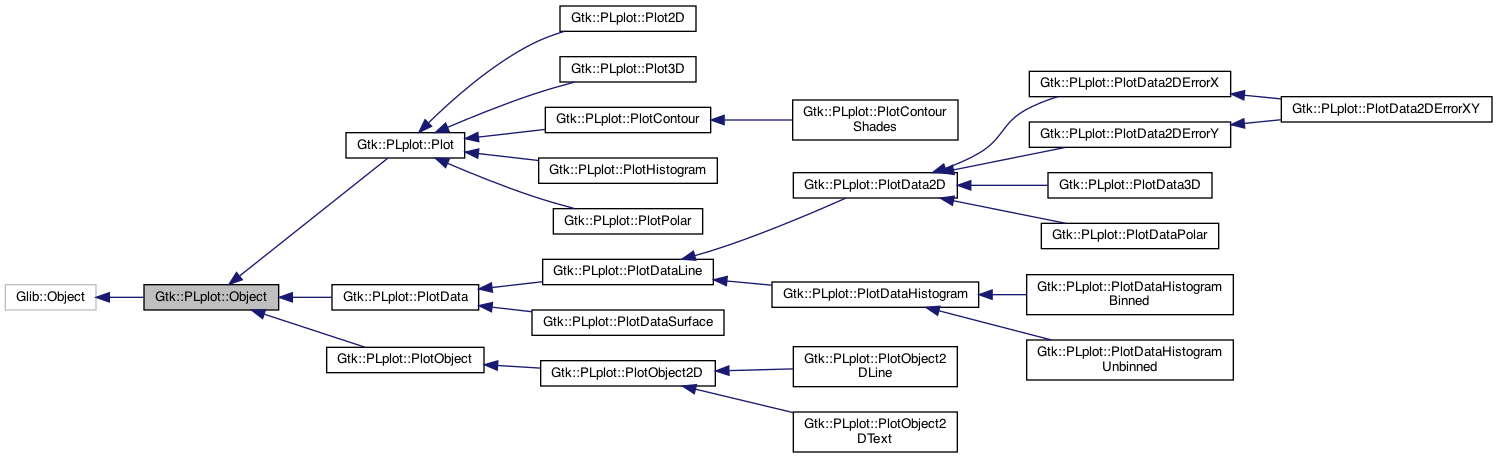 Gtk::PLplot::Plot2D
Gtk::PLplot::Plot3D
Gtk::PLplot::PlotContour
Gtk::PLplot::PlotContour
Shades
Gtk::PLplot::Plot
Gtk::PLplot::PlotHistogram
Gtk::PLplot::PlotPolar
Gtk::PLplot::PlotData2DErrorX
Gtk::PLplot::PlotData2DErrorXY
Gtk::PLplot::PlotData2DErrorY
Gtk::PLplot::PlotData2D
Gtk::PLplot::PlotData3D
Gtk::PLplot::PlotDataPolar
Glib::Object
Gtk::PLplot::Object
Gtk::PLplot::PlotData
Gtk::PLplot::PlotDataLine
Gtk::PLplot::PlotDataHistogram
Gtk::PLplot::PlotDataHistogram
Binned
Gtk::PLplot::PlotDataSurface
Gtk::PLplot::PlotDataHistogram
Unbinned
Gtk::PLplot::PlotObject
Gtk::PLplot::PlotObject2D
Gtk::PLplot::PlotObject2
DLine
Gtk::PLplot::PlotObject2
DText